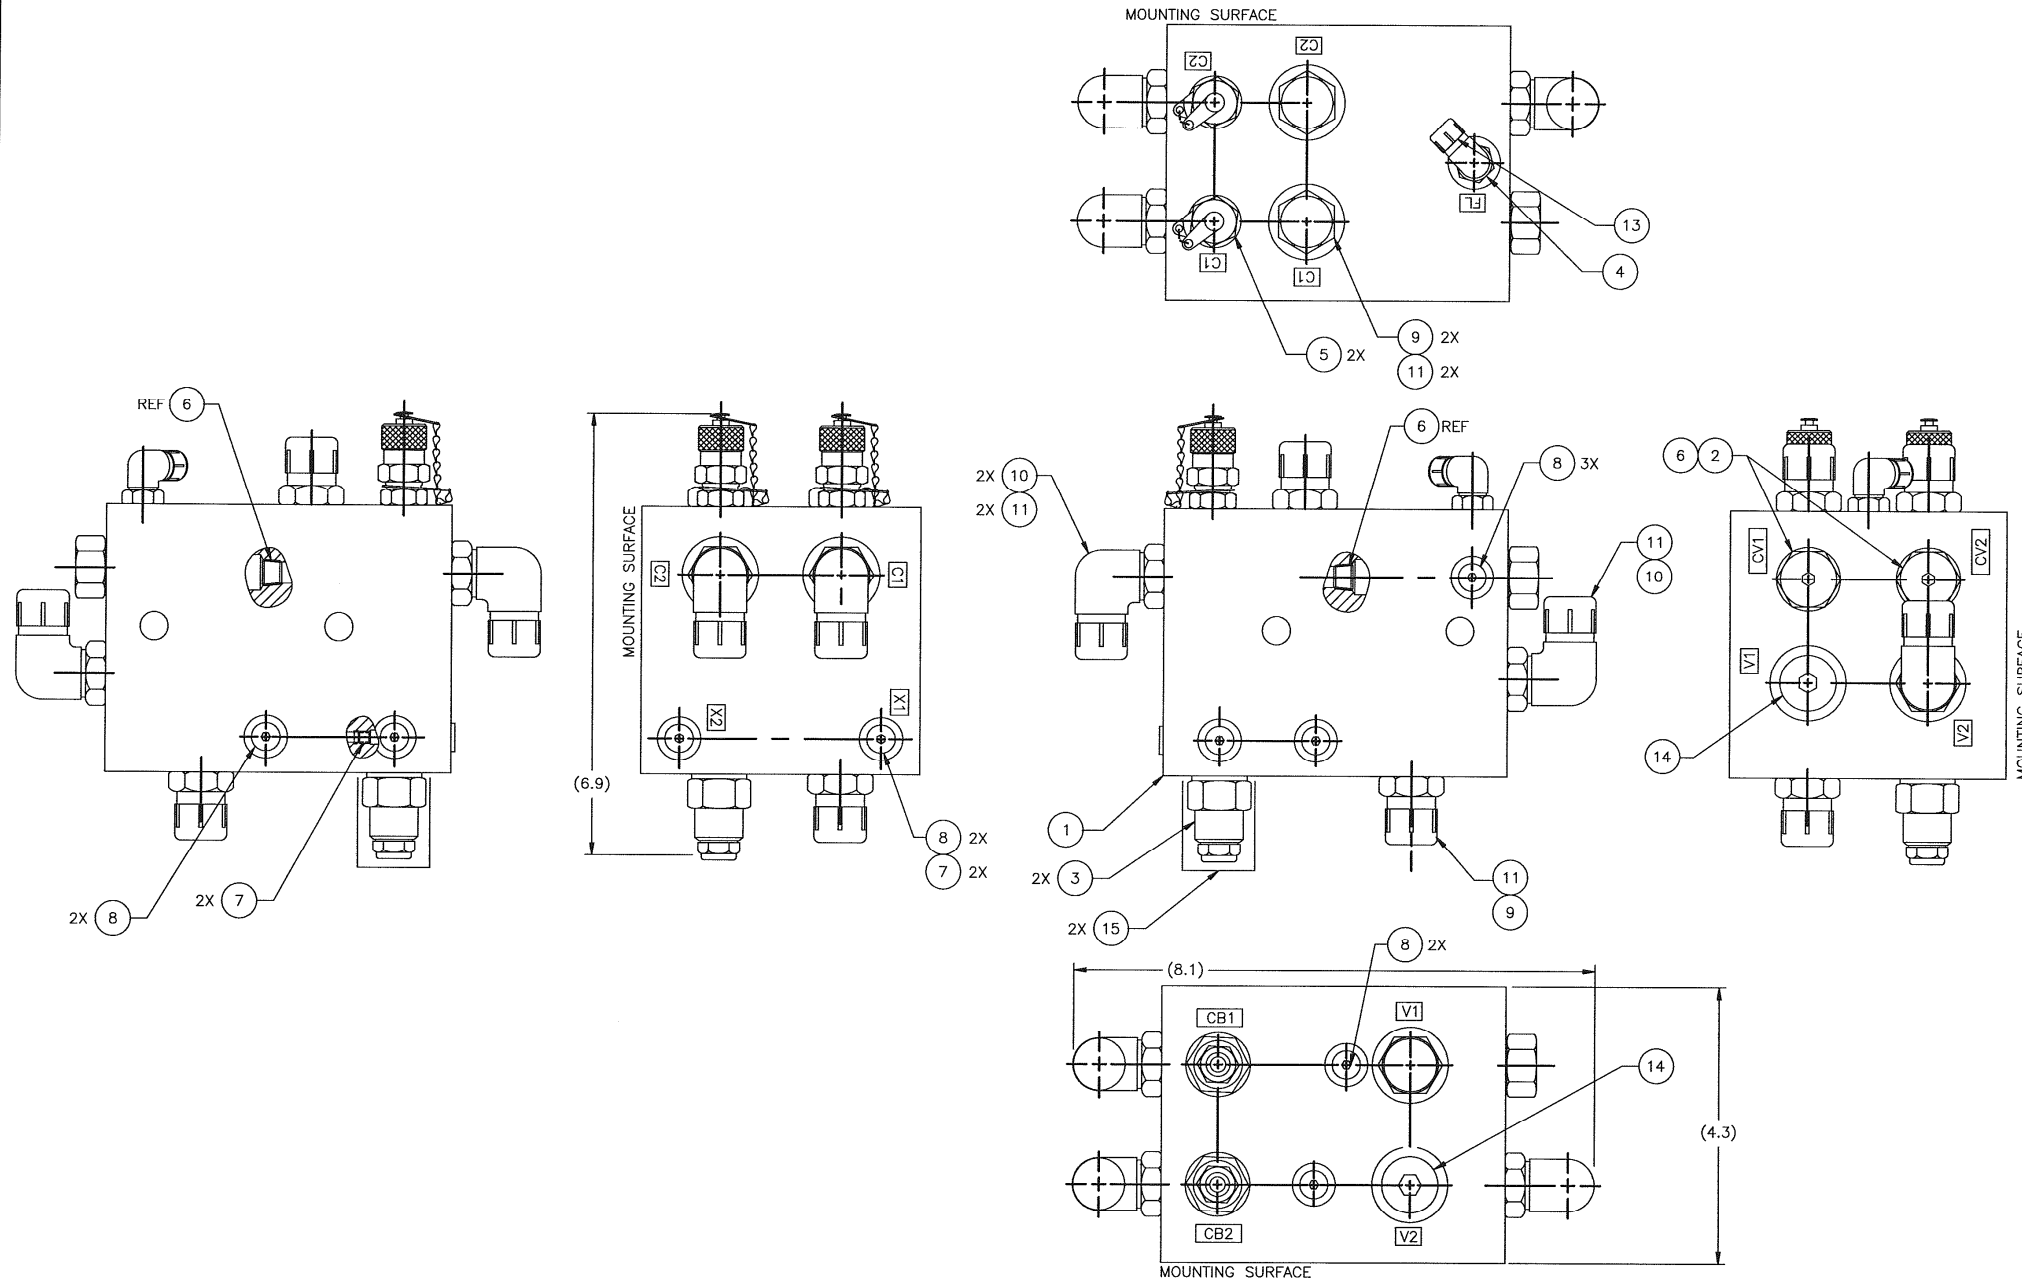 MOUNTING SURFACE
C2
C2
C1
C1
FL
13
4
5 2X
9 2X
11 2X
REF 6
2X 8
2X 7
(6.9)
MOUNTING SURFACE
C2
C1
X2
X1
8 2X
7 2X
6 REF
8 3X
2X 10
2X 11
11
10
1
2X 3
2X 15
11
9
6 2
CV1
CV2
V1
V2
14
MOUNTING SURFACE
8 2X
(8.1)
CB1
V1
14
(4.3)
CB2
V2
MOUNTING SURFACE